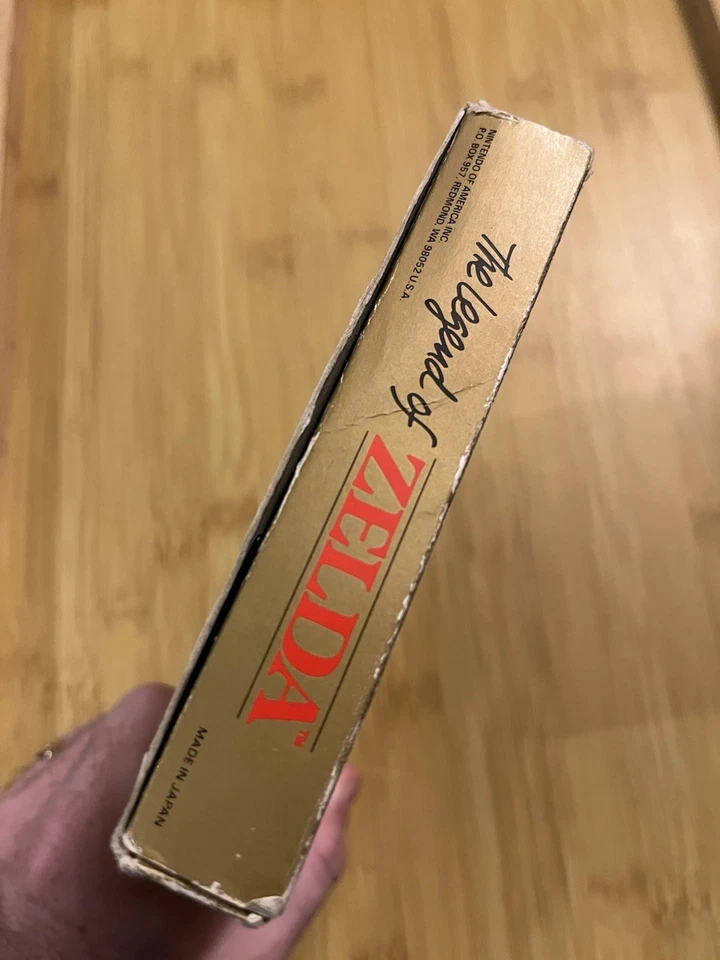 NINTENDO OF AMERICA INC.
P.O. BOX 957, REDMOND, WA 98052 U.S.A.
The Legend of
ZELDA™
MADE IN JAPAN